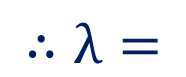 ∴ λ =